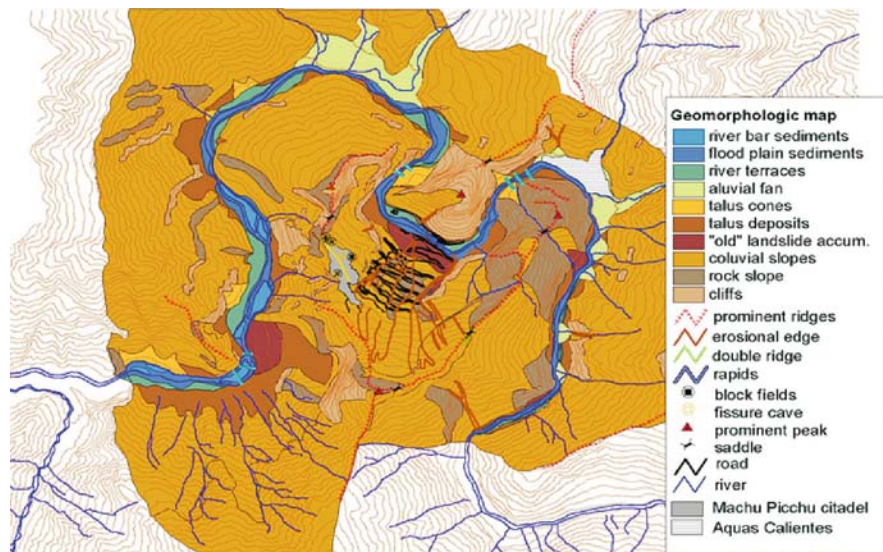 Geomorphologic map
river bar sediments
flood plain sediments
river terraces
aluvial fan
talus cones
talus deposits
"old" landslide accum.
coluvial slopes
rock slope
cliffs
prominent ridges
erosional edge
double ridge
rapids
block fields
fissure cave
prominent peak
saddle
road
river
Machu Picchu citadel
Aquas Calientes